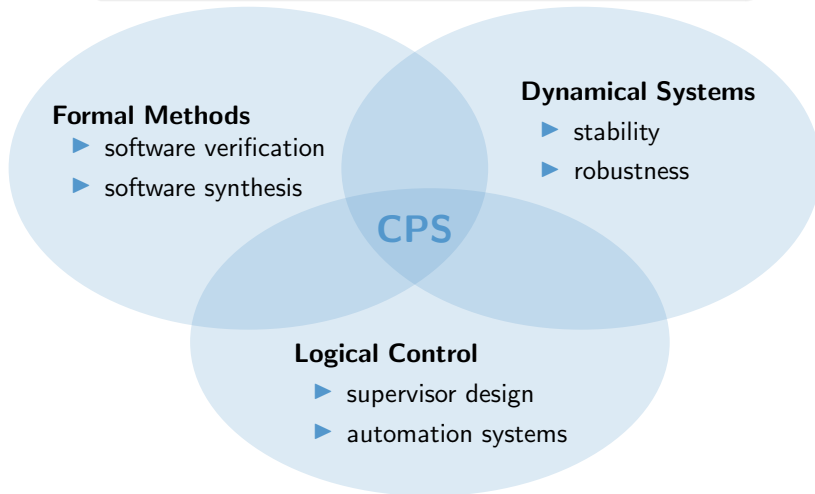 Formal Methods
▶ software verification
▶ software synthesis
Dynamical Systems
▶ stability
▶ robustness
CPS
Logical Control
▶ supervisor design
▶ automation systems